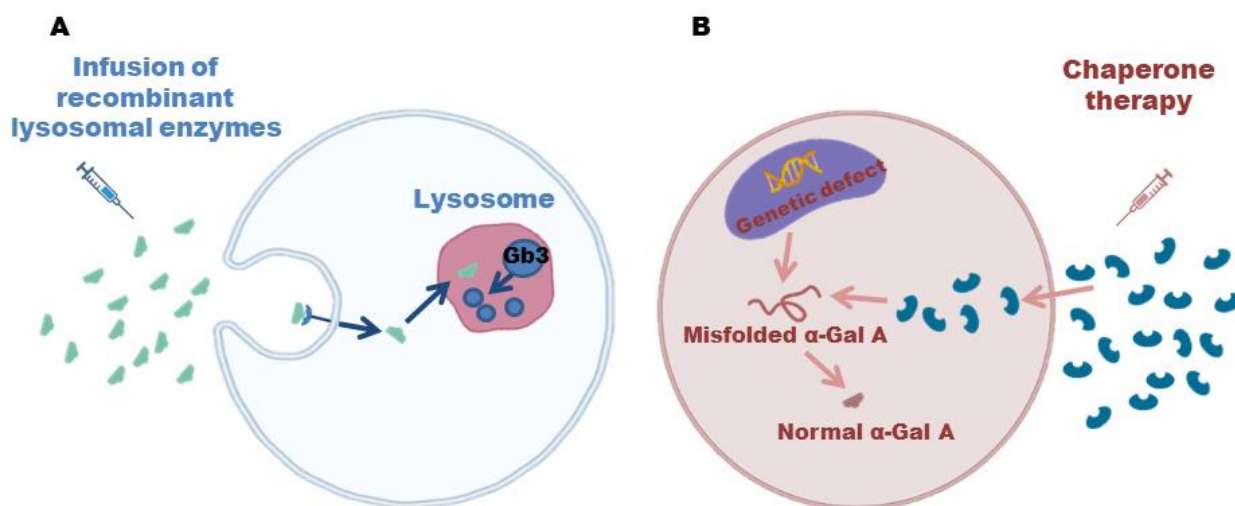 A
Infusion of
recombinant
lysosomal enzymes
Lysosome
Gb3
B
Chaperone
therapy
Genetic defect
Misfolded α-Gal A
Normal α-Gal A